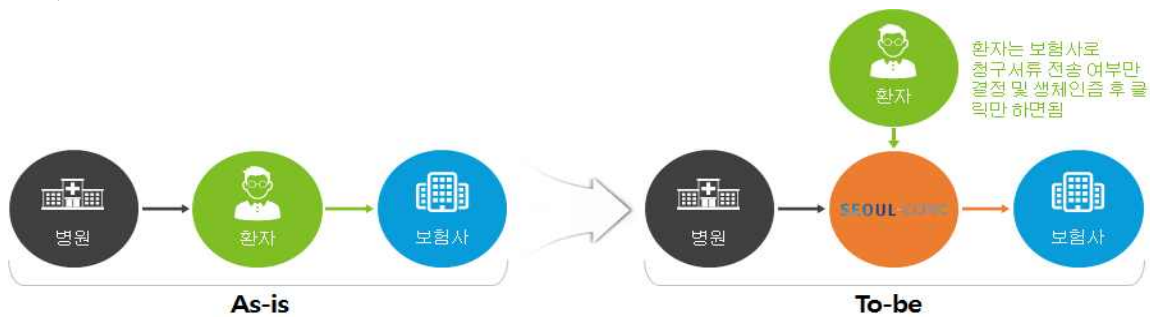 환자는 보험사로
청구서류 전송 여부만
결정 및 생체인증 후 클
릭만 하면됨
환자
병원
환자
보험사
병원
SEOUL
보험사
As-is
To-be